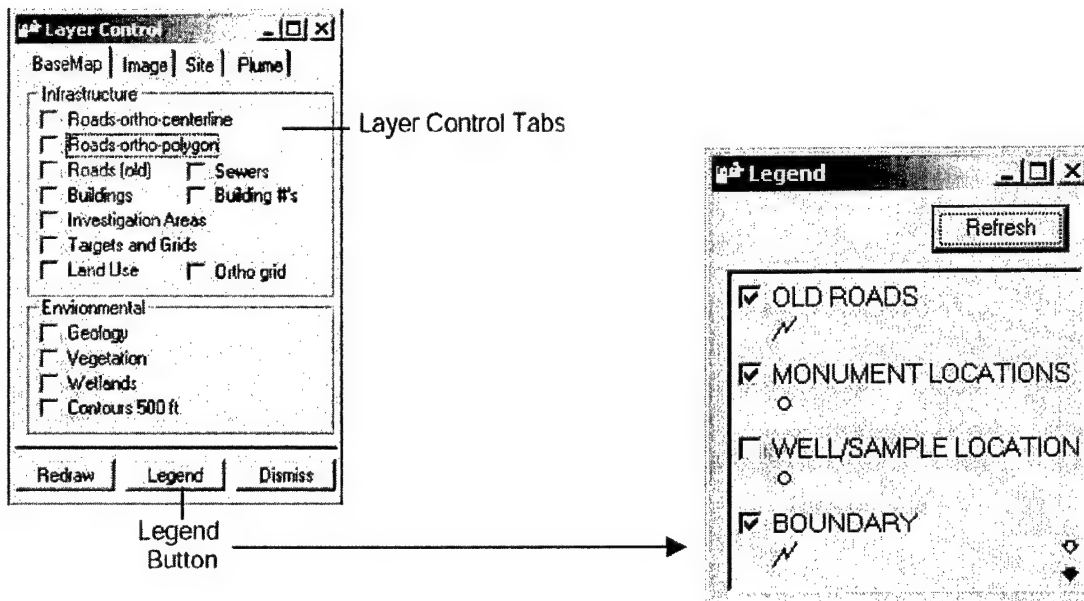 Layer Control
BaseMap Image Site Plume
Infrastructure
Roads-ortho-centerline
Roads-ortho-polygon
Roads (old) Sewers
Buildings Building #'s
Investigation Areas
Targets and Grids
Land Use Ortho grid
Environmental
Geology
Vegetation
Wetlands
Contours 500 ft.
Redraw Legend Dismiss
Layer Control Tabs
Legend
Button
Legend
Refresh
OLD ROADS
MONUMENT LOCATIONS
WELL/SAMPLE LOCATION
BOUNDARY